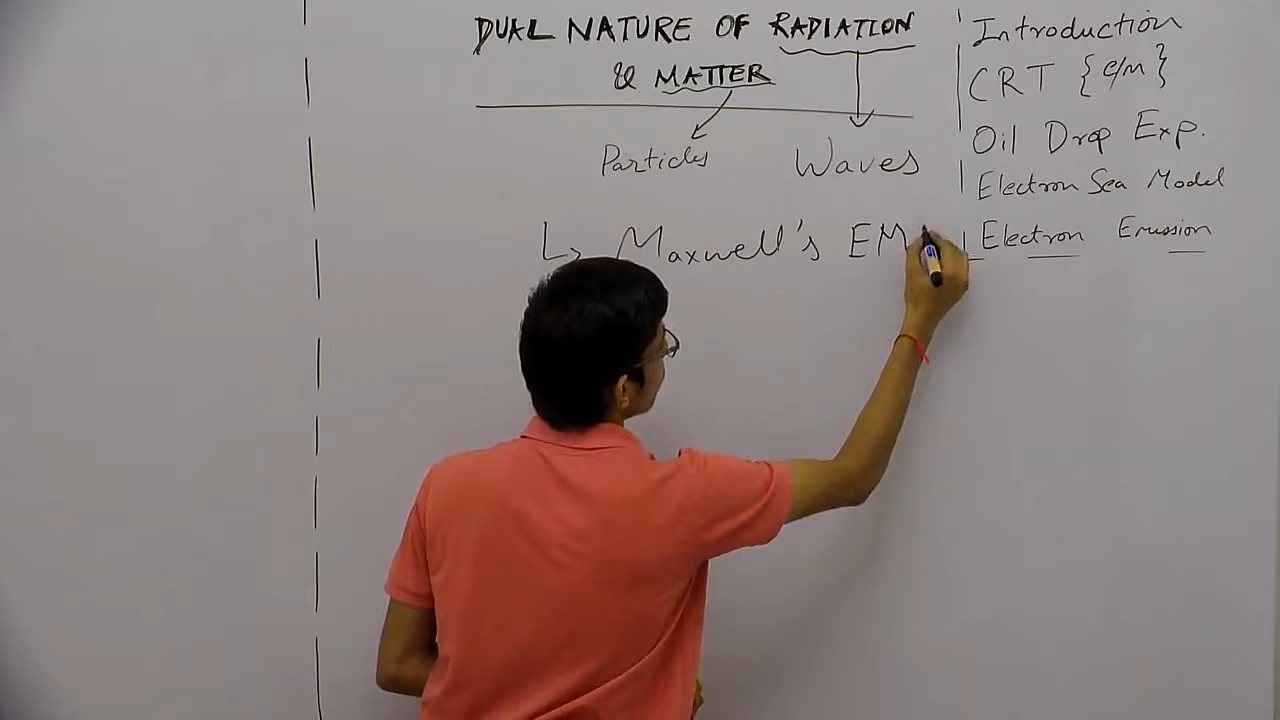 DUAL NATURE OF RADIATION
& MATTER
Particles Waves
↳ Maxwell's EM
Introduction
CRT {e/m}
Oil Drop Exp.
Electron Sea Model
Electron Emission